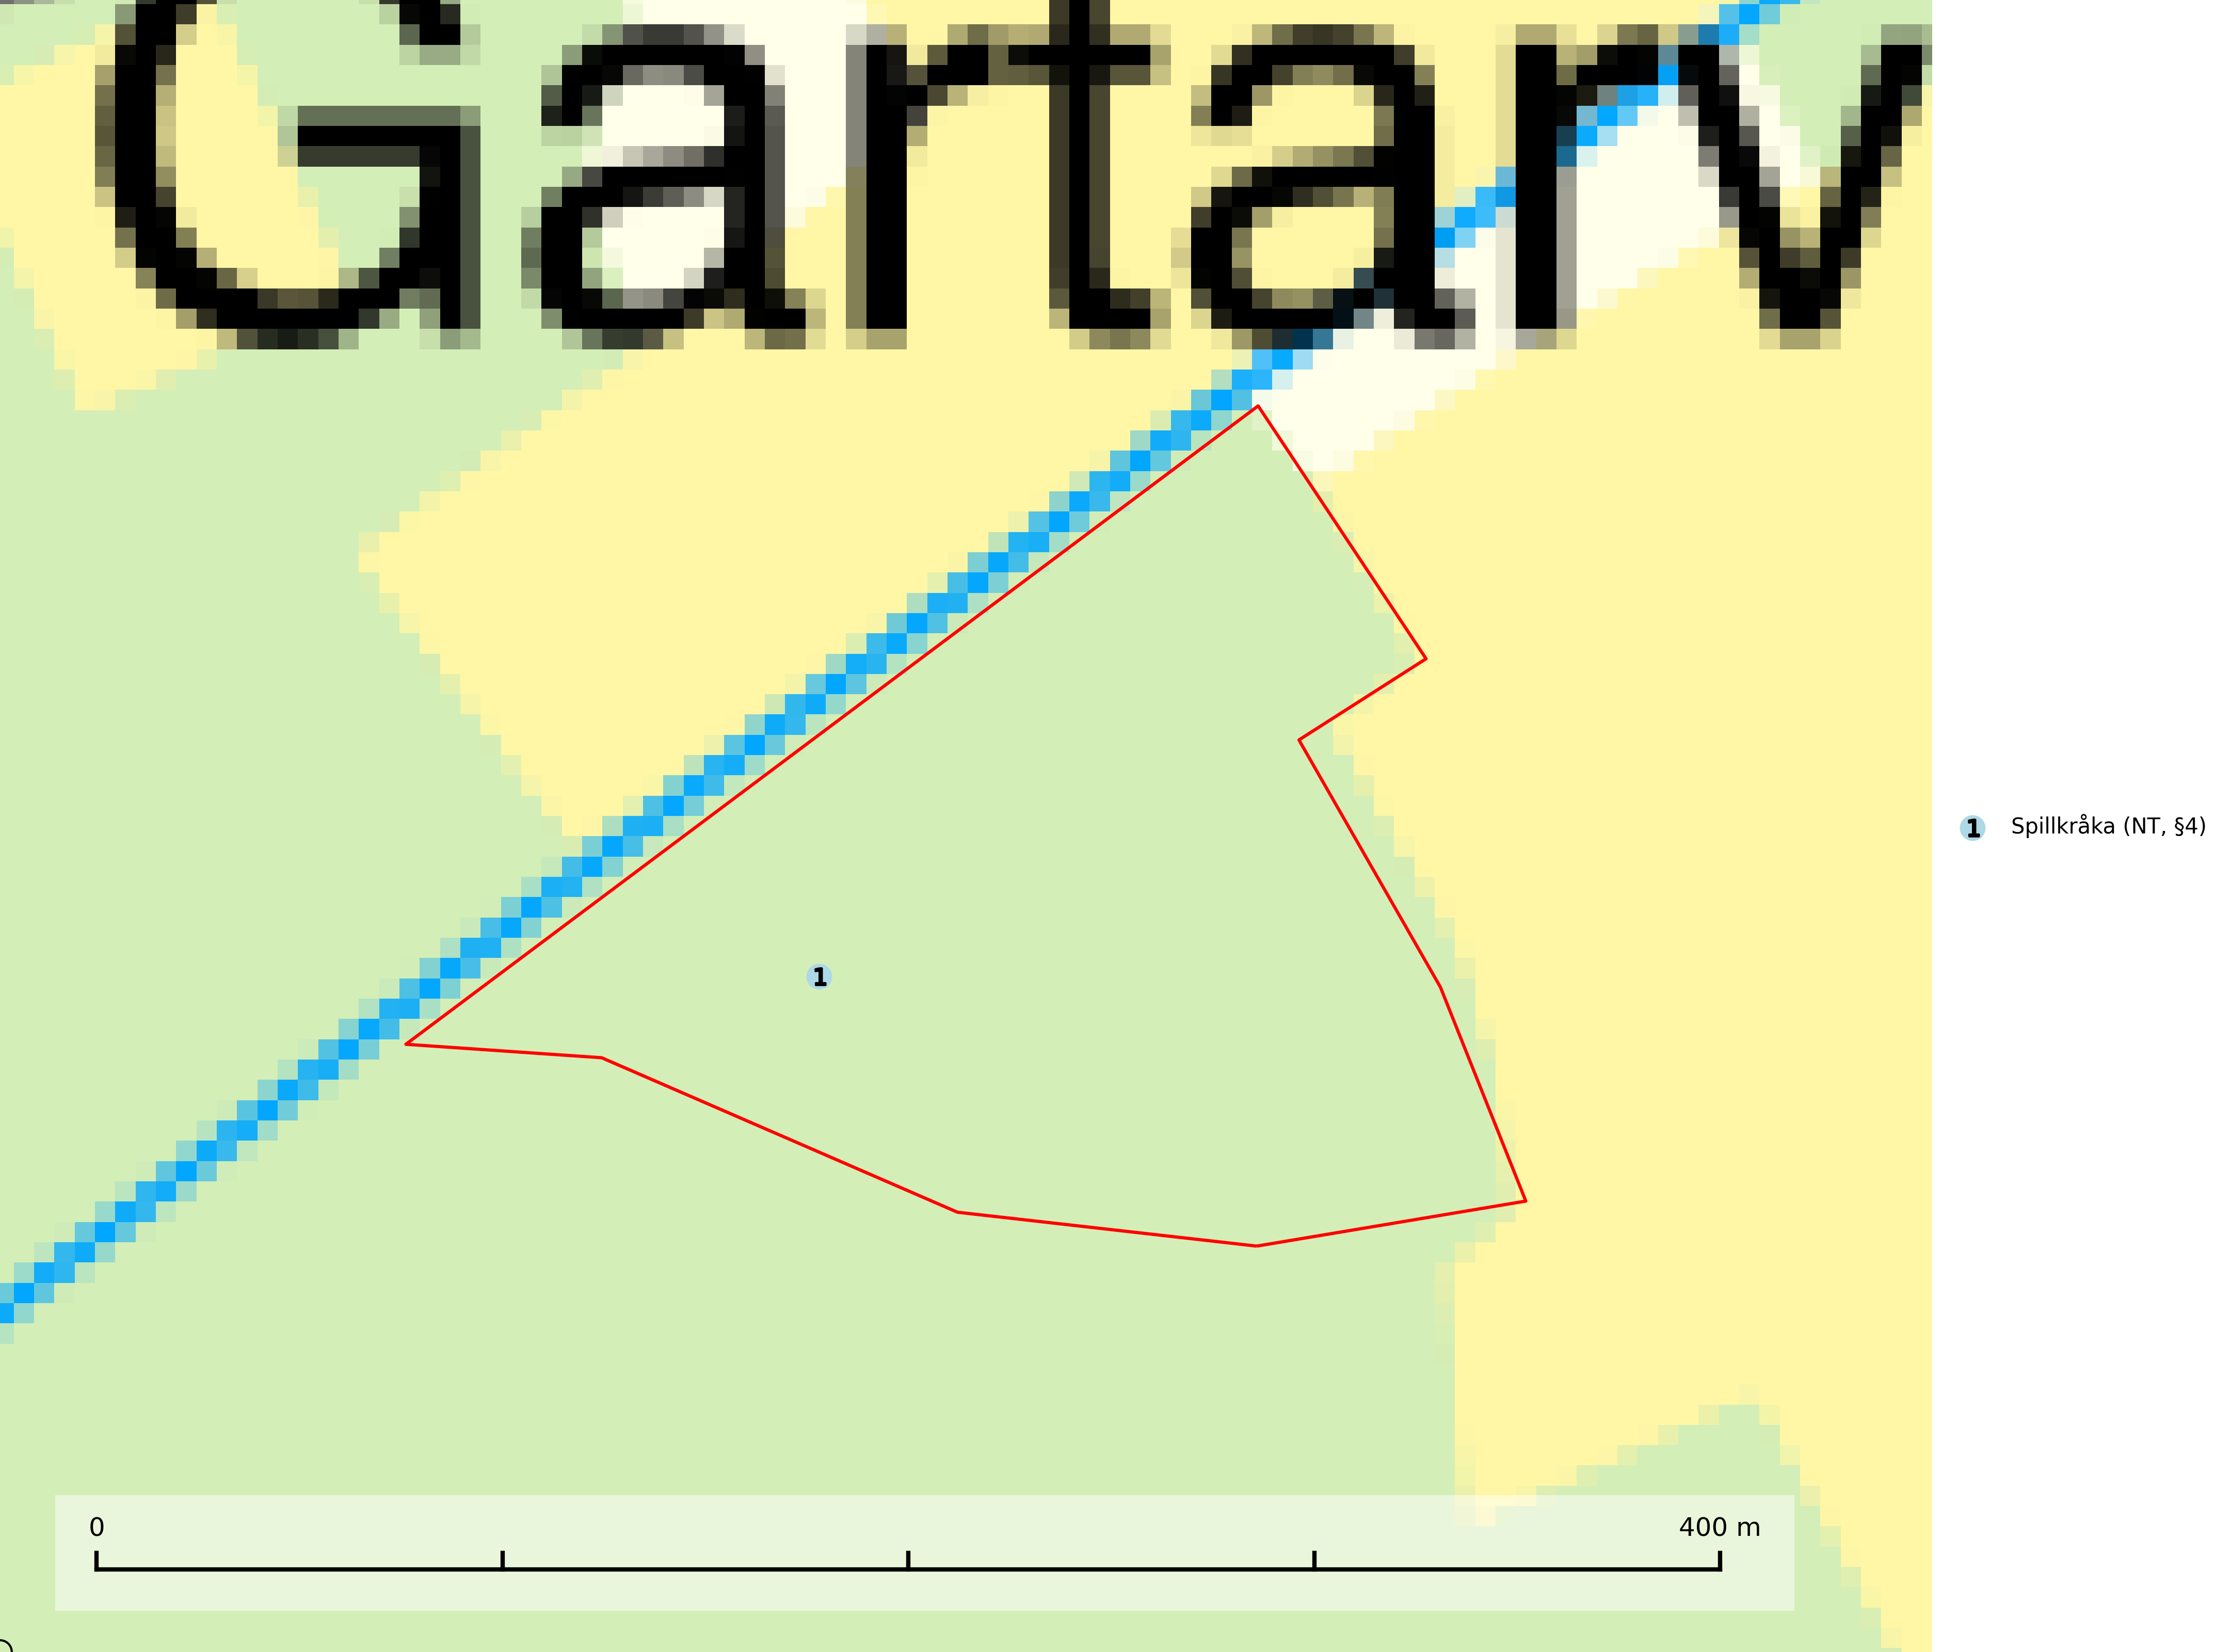 Gartarv
1 Spillkråka (NT, §4)
1
0 400 m